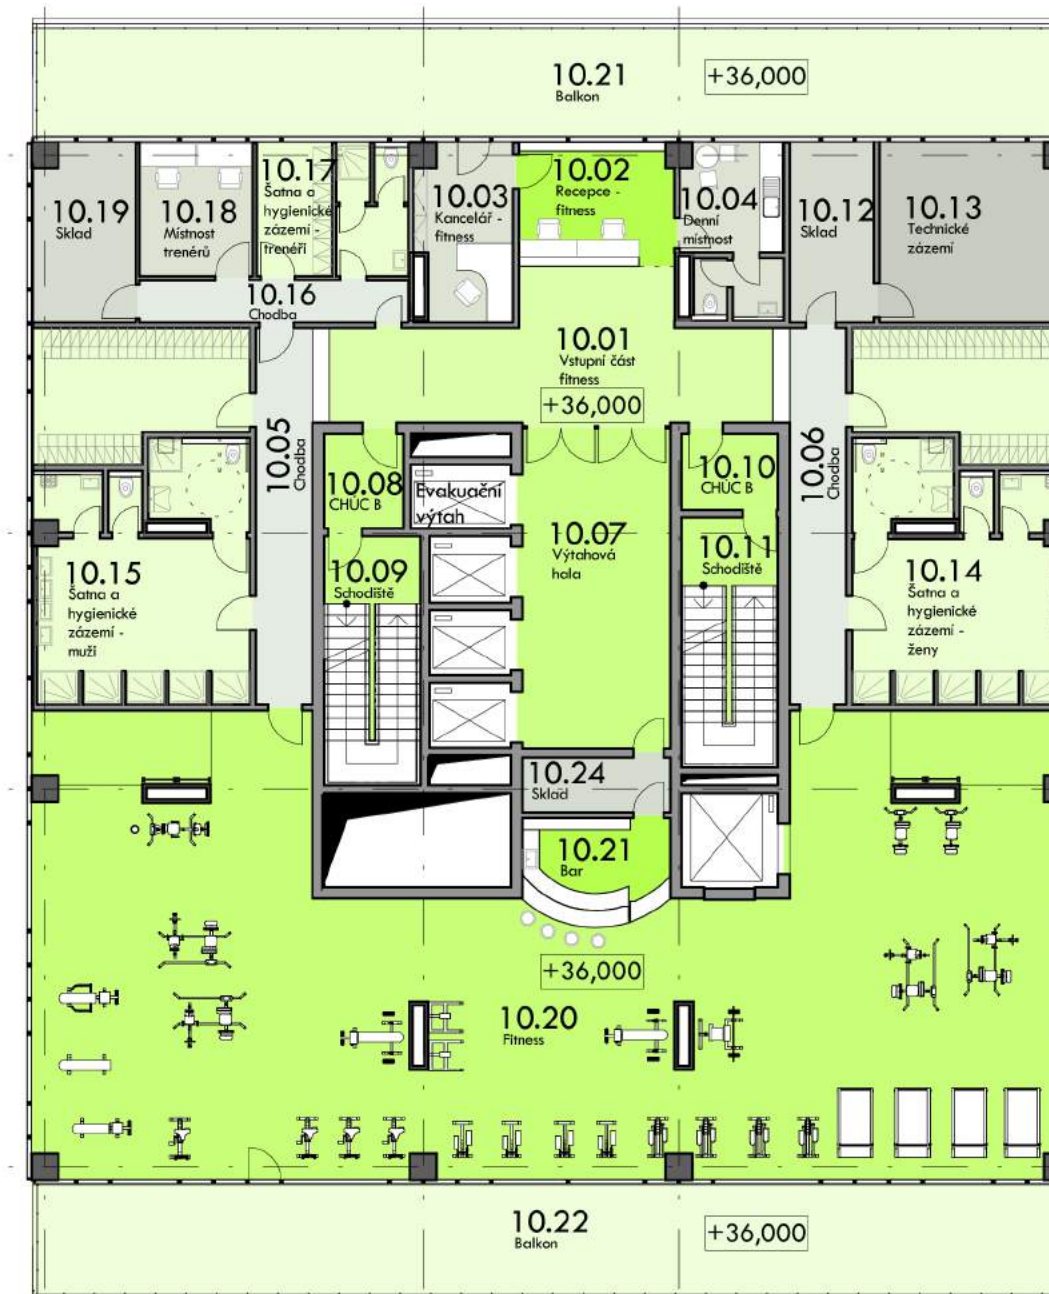 10.21
Balkon
+36,000
10.19
Sklad
10.18
Místnost
trenérů
10.17
Šatna a
hygienické
zázemí -
trenéři
10.03
Kancelář -
fitness
10.02
Recepce -
fitness
10.04
Denní
místnost
10.12
Sklad
10.13
Technické
zázemí
10.16
Chodba
10.01
Vstupní část
fitness
+36,000
10.05
Chodba
10.06
Chodba
10.08
CHÚC B
Evakuační
výtah
10.10
CHÚC B
10.07
Výtahová
hala
10.09
Schodiště
10.11
Schodiště
10.15
Šatna a
hygienické
zázemí -
muži
10.14
Šatna a
hygienické
zázemí -
ženy
10.24
Sklad
10.21
Bar
+36,000
10.20
Fitness
10.22
Balkon
+36,000